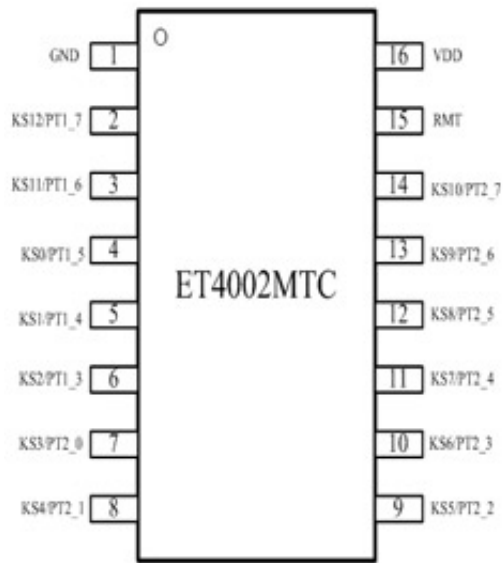 GND 1 16 VDD
KS12/PT1_7 2 15 RMT
KS11/PT1_6 3 14 KS10/PT2_7
KS0/PT1_5 4 13 KS9/PT2_6
ET4002MTC
KS1/PT1_4 5 12 KS8/PT2_5
KS2/PT1_3 6 11 KS7/PT2_4
KS3/PT2_0 7 10 KS6/PT2_3
KS4/PT2_1 8 9 KS5/PT2_2